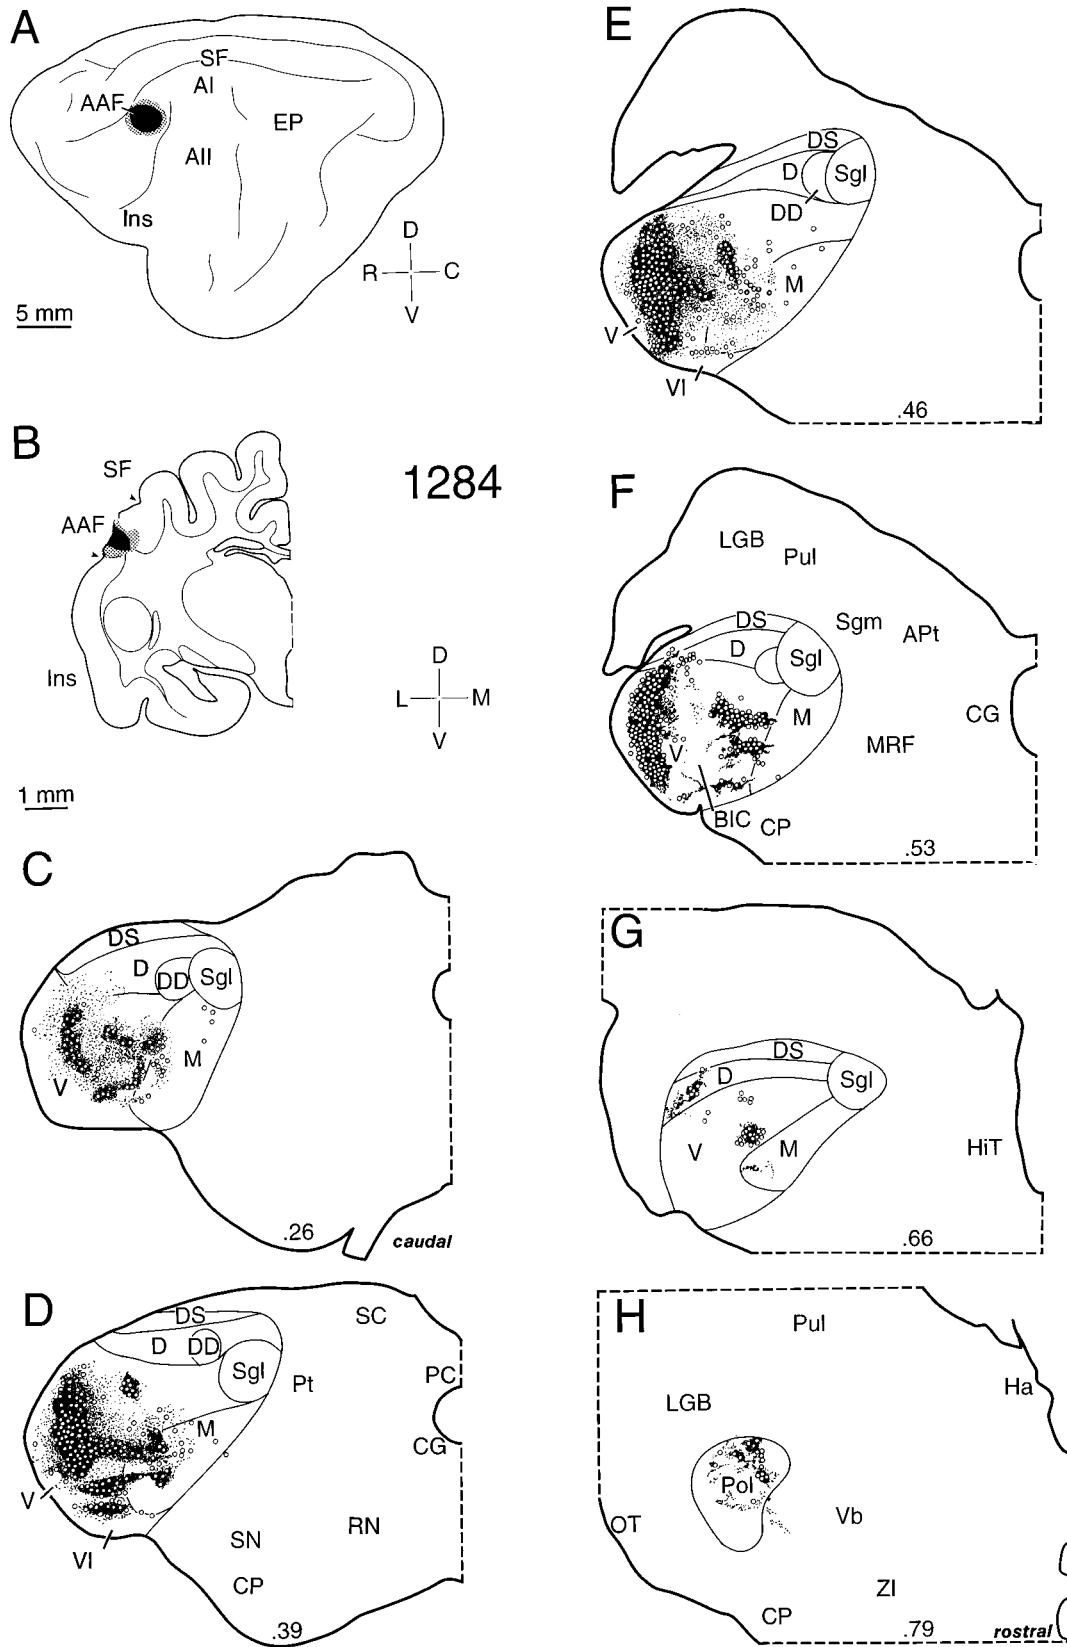 A
SF
AI
AAF
EP
AII
Ins
D
R C
V
5 mm
B
SF
1284
AAF
Ins
D
L M
V
1 mm
C
DS
D
DD
Sgl
M
V
.26
caudal
D
DS
SC
D
DD
Sgl
Pt
PC
M
CG
V
VI
SN
RN
CP
.39
E
DS
D
Sgl
DD
M
V
VI
.46
F
LGB
Pul
DS
Sgm
APt
D
Sgl
M
CG
V
MRF
BIC
CP
.53
G
DS
D
Sgl
V
M
HiT
.66
H
Pul
Ha
LGB
Pol
OT
Vb
ZI
CP
.79
rostral